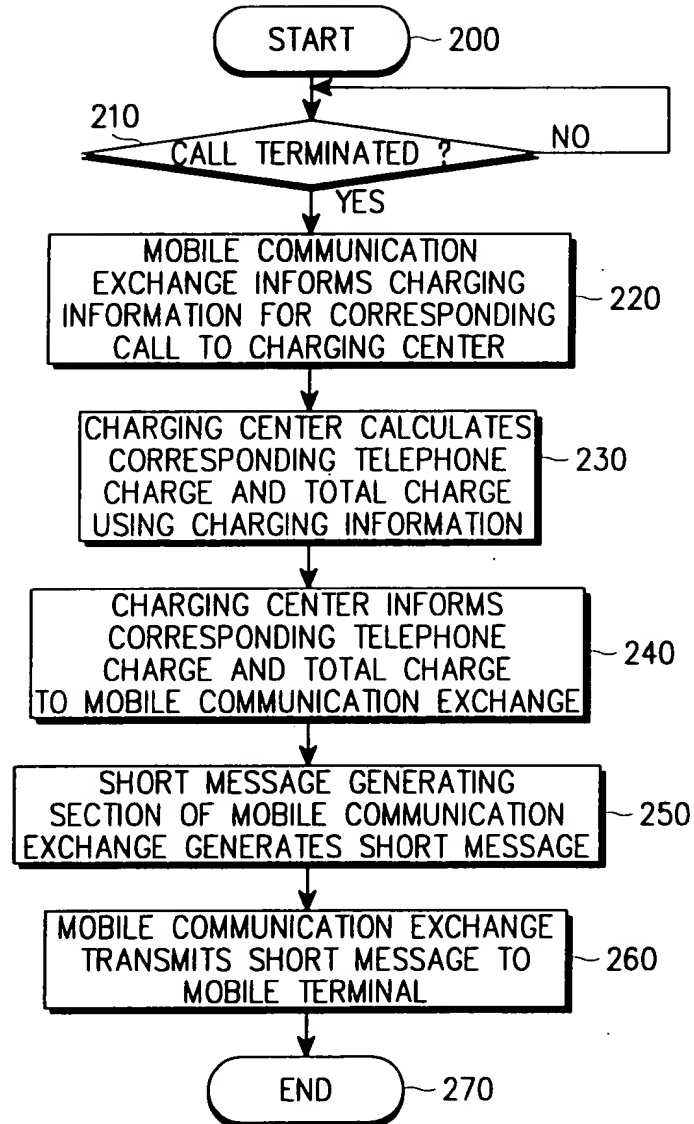 START
200
210
CALL TERMINATED ?
NO
YES
MOBILE COMMUNICATION
EXCHANGE INFORMS CHARGING
INFORMATION FOR CORRESPONDING
CALL TO CHARGING CENTER
220
CHARGING CENTER CALCULATES
CORRESPONDING TELEPHONE
CHARGE AND TOTAL CHARGE
USING CHARGING INFORMATION
230
CHARGING CENTER INFORMS
CORRESPONDING TELEPHONE
CHARGE AND TOTAL CHARGE
TO MOBILE COMMUNICATION EXCHANGE
240
SHORT MESSAGE GENERATING
SECTION OF MOBILE COMMUNICATION
EXCHANGE GENERATES SHORT MESSAGE
250
MOBILE COMMUNICATION EXCHANGE
TRANSMITS SHORT MESSAGE TO
MOBILE TERMINAL
260
END
270